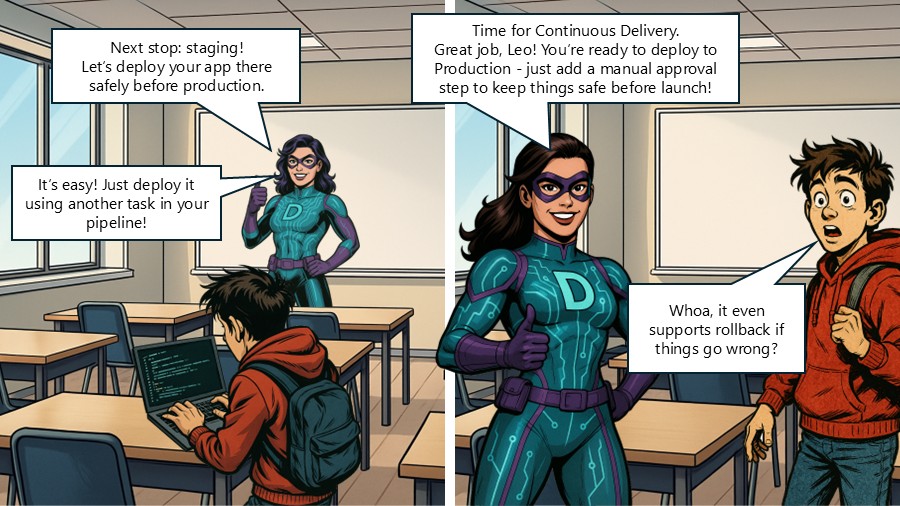 Next stop: staging!
Let's deploy your app there
safely before production.
It's easy! Just deploy it
using another task in your
pipeline!
D
Time for Continuous Delivery.
Great job, Leo! You're ready to deploy to
Production - just add a manual approval
step to keep things safe before launch!
D
Whoa, it even
supports rollback if
things go wrong?